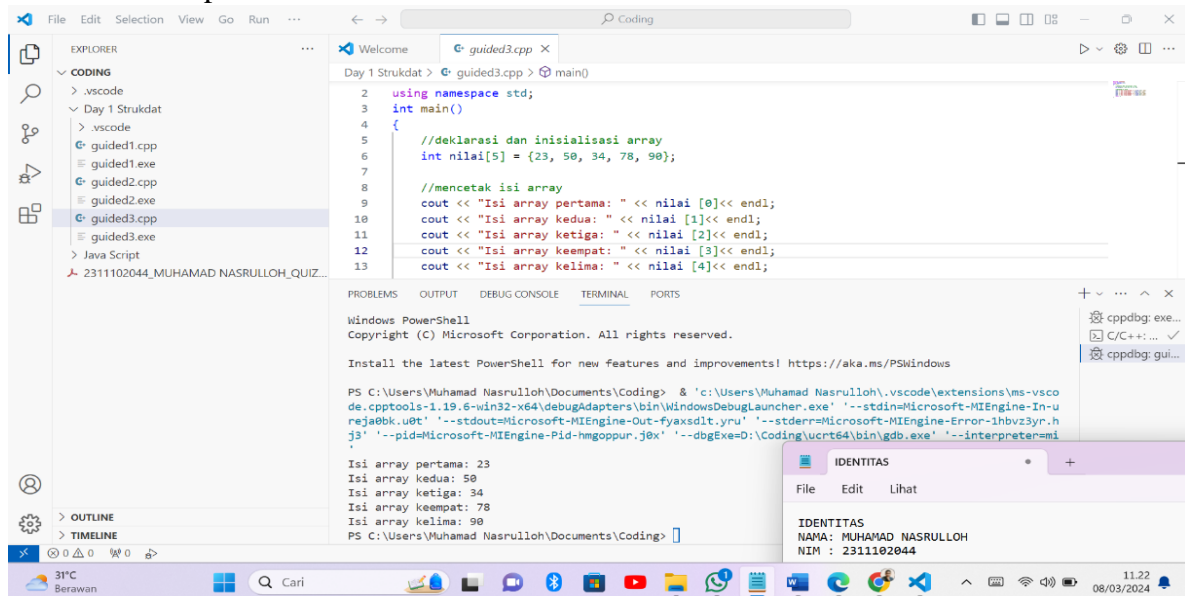 File Edit Selection View Go Run ··· Coding
EXPLORER ···
CODING
> .vscode
Day 1 Strukdat
> .vscode
guided1.cpp
guided1.exe
guided2.cpp
guided2.exe
guided3.cpp
guided3.exe
> Java Script
2311102044_MUHAMAD NASRULLOH_QUIZ...
> OUTLINE
> TIMELINE
Welcome guided3.cpp
Day 1 Strukdat > guided3.cpp > main()
2 using namespace std;
3 int main()
4 {
5 //deklarasi dan inisialisasi array
6 int nilai[5] = {23, 50, 34, 78, 90};
7
8 //mencetak isi array
9 cout << "Isi array pertama: " << nilai [0]<< endl;
10 cout << "Isi array kedua: " << nilai [1]<< endl;
11 cout << "Isi array ketiga: " << nilai [2]<< endl;
12 cout << "Isi array keempat: " << nilai [3]<< endl;
13 cout << "Isi array kelima: " << nilai [4]<< endl;
PROBLEMS OUTPUT DEBUG CONSOLE TERMINAL PORTS
Windows PowerShell
Copyright (C) Microsoft Corporation. All rights reserved.
Install the latest PowerShell for new features and improvements! https://aka.ms/PSWindows
PS C:\Users\Muhamad Nasrulloh\Documents\Coding> & 'c:\Users\Muhamad Nasrulloh\.vscode\extensions\ms-vsco
de.cpptools-1.19.6-win32-x64\debugAdapters\bin\WindowsDebugLauncher.exe' '--stdin=Microsoft-MIEngine-In-u
reja0bk.u0t' '--stdout=Microsoft-MIEngine-Out-fyaxsdlt.yru' '--stderr=Microsoft-MIEngine-Error-1hbvz3yr.h
j3' '--pid=Microsoft-MIEngine-Pid-hmgoppur.j0x' '--dbgExe=D:\Coding\ucrt64\bin\gdb.exe' '--interpreter=mi
'
Isi array pertama: 23
Isi array kedua: 50
Isi array ketiga: 34
Isi array keempat: 78
Isi array kelima: 90
PS C:\Users\Muhamad Nasrulloh\Documents\Coding>
cppdbg: exe...
C/C++: ...
cppdbg: gui...
IDENTITAS
File Edit Lihat
IDENTITAS
NAMA: MUHAMAD NASRULLOH
NIM : 2311102044
0 0 0
31°C
Berawan
Cari
1
11.22
08/03/2024